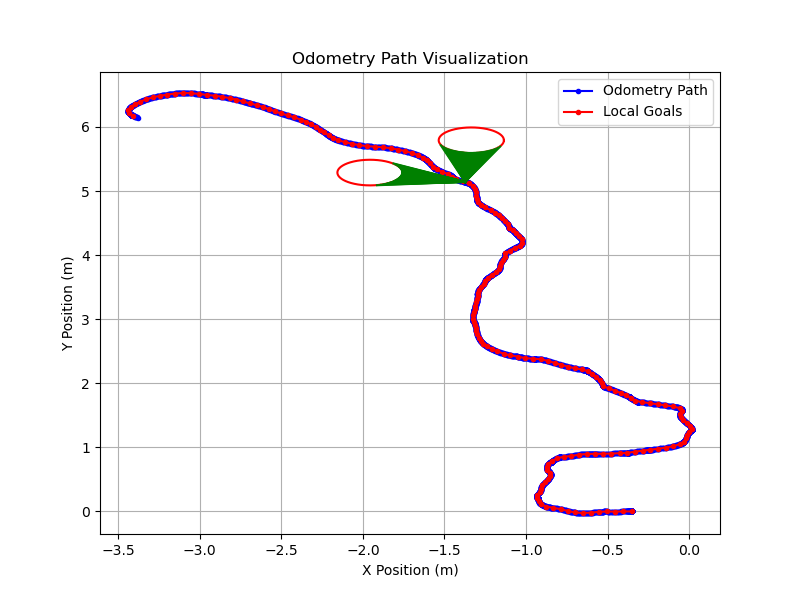 Odometry Path Visualization
Odometry Path
Local Goals
Y Position (m)
6
5
4
3
2
1
0
−3.5 −3.0 −2.5 −2.0 −1.5 −1.0 −0.5 0.0
X Position (m)